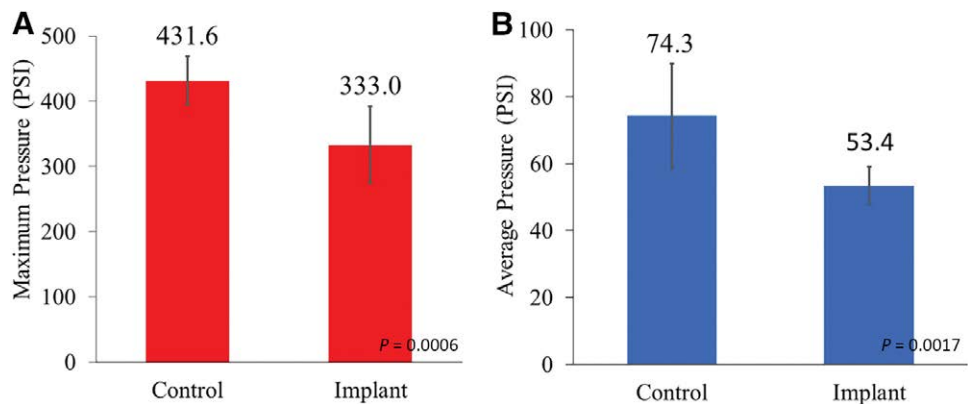 A
Maximum Pressure (PSI)
500
400
300
200
100
0
431.6
333.0
P = 0.0006
Control
Implant
B
Average Pressure (PSI)
100
80
60
40
20
0
74.3
53.4
P = 0.0017
Control
Implant